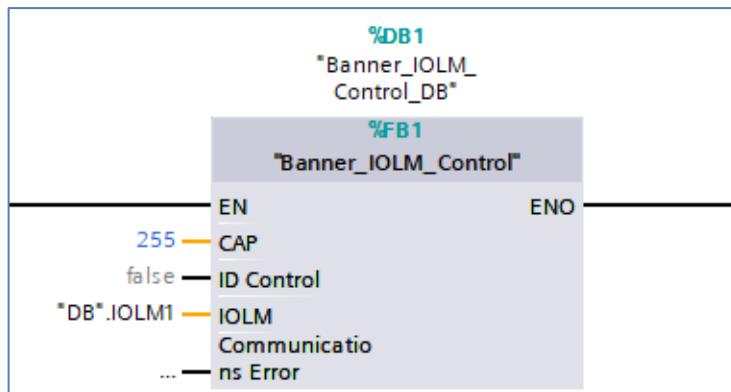 %DB1
"Banner_IOLM_
Control_DB"
%FB1
"Banner_IOLM_Control"
EN ENO
255 CAP
false ID Control
"DB".IOLM1 IOLM
Communicatio
... ns Error